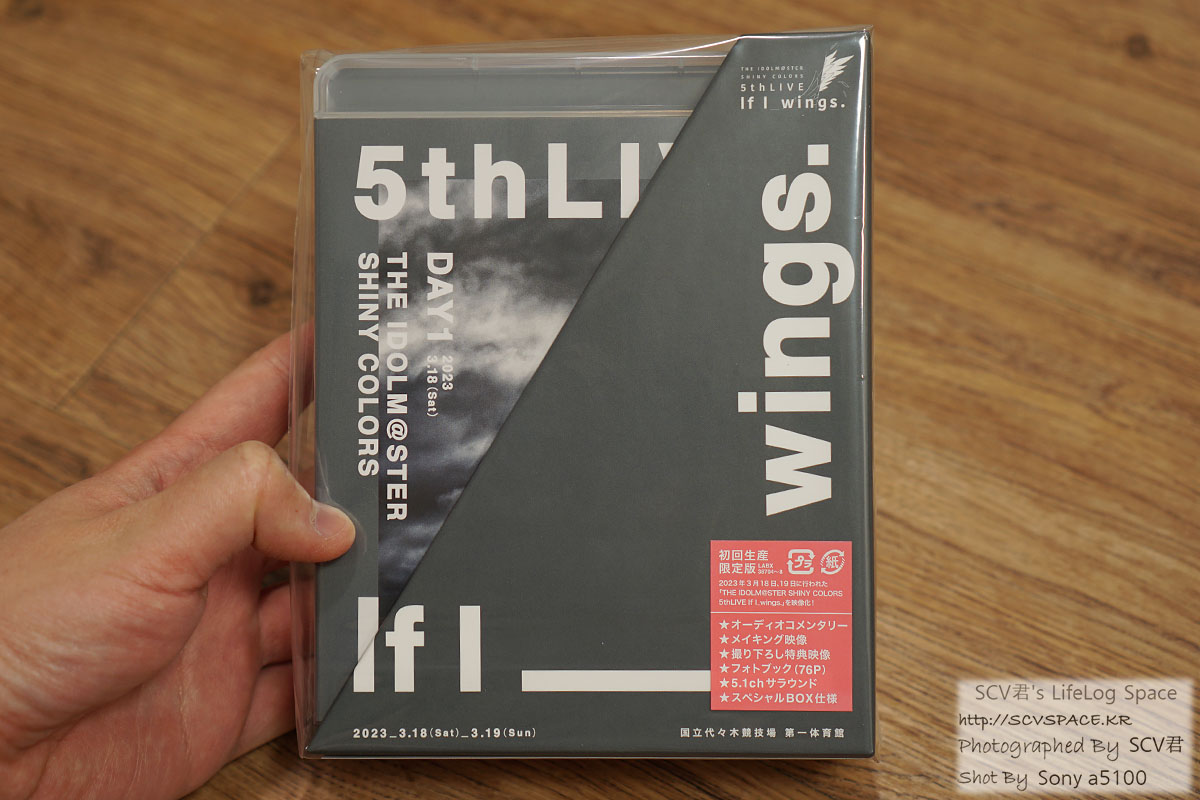 THE IDOLM@STER
SHINY COLORS
5thLIVE
If I_wings.
5thLIV
wings.
DAY1 2023
3.18(Sat)
THE IDOLM@STER
SHINY COLORS
If I
初回生産
限定版
LABX
プラ
紙
2023年3月18日、19日に行われた
「THE IDOLM@STER SHINY COLORS
5thLIVE If I_wings.」を映像化!
★オーディオコメンタリー
★メイキング映像
★撮り下ろし特典映像
★フォトブック(76P)
★5.1chサラウンド
★スペシャルBOX仕様
2023_3.18(Sat)_3.19(Sun)
国立代々木競技場 第一体育館
SCV君's LifeLog Space
http://SCVSPACE.KR
Photographed By SCV君
Shot By Sony a5100